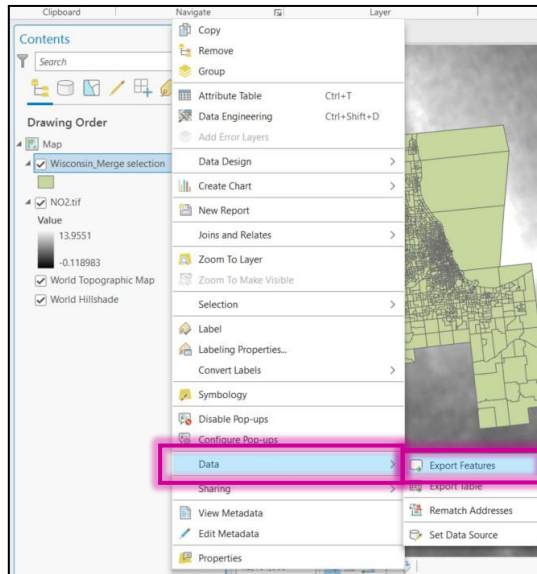 Clipboard
Navigate
Layer
Contents
Search
Drawing Order
Map
Wisconsin_Merge selection
NO2.tif
Value
13.9551
-0.118983
World Topographic Map
World Hillshade
Copy
Remove
Group
Attribute Table Ctrl+T
Data Engineering Ctrl+Shift+D
Add Error Layers
Data Design
Create Chart
New Report
Joins and Relates
Zoom To Layer
Zoom To Make Visible
Selection
Label
Labeling Properties...
Convert Labels
Symbology
Disable Pop-ups
Configure Pop-ups
Data
Sharing
View Metadata
Edit Metadata
Properties
Export Features
Export Table
Rematch Addresses
Set Data Source